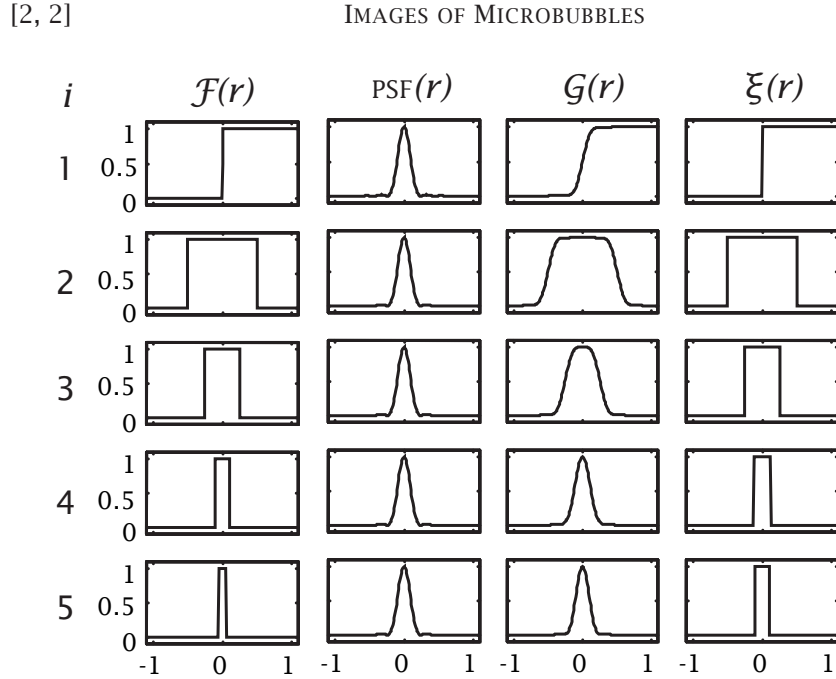 [2, 2] IMAGES OF MICROBUBBLES
i ℱ(r) PSF(r) G(r) ξ(r)
1 1 0.5 0
2 1 0.5 0
3 1 0.5 0
4 1 0.5 0
5 1 0.5 0
-1 0 1 -1 0 1 -1 0 1 -1 0 1